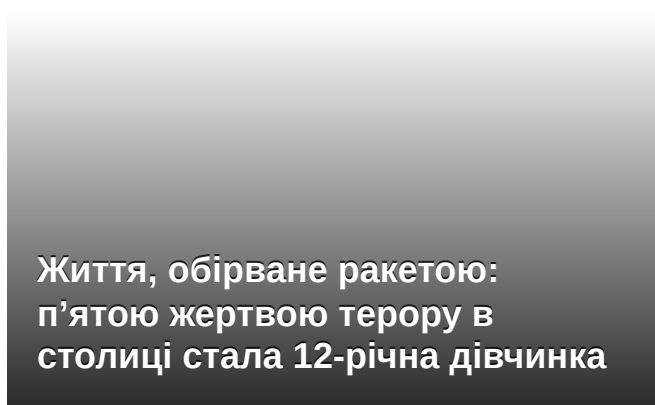 Життя, обірване ракетою:
п’ятою жертвою терору в
столиці стала 12-річна дівчинка